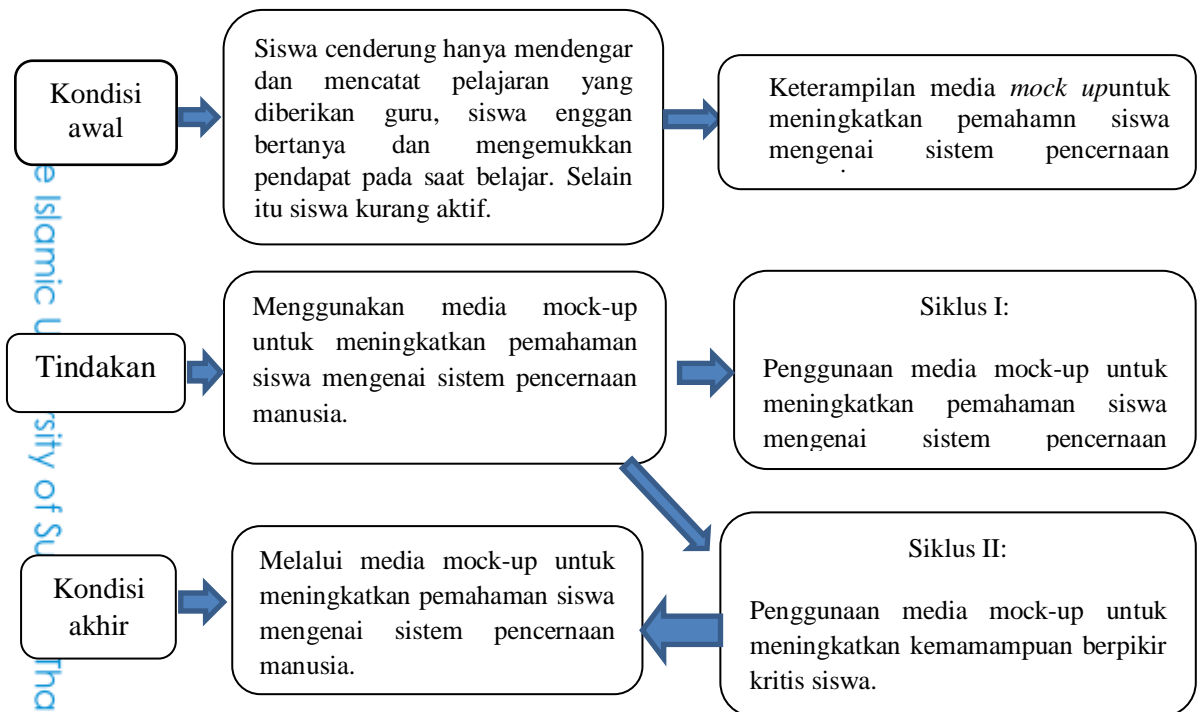 Kondisi
awal
Siswa cenderung hanya mendengar
dan mencatat pelajaran yang
diberikan guru, siswa enggan
bertanya dan mengemukkan
pendapat pada saat belajar. Selain
itu siswa kurang aktif.
Keterampilan media mock upuntuk
meningkatkan pemahamn siswa
mengenai sistem pencernaan
Tindakan
Menggunakan media mock-up
untuk meningkatkan pemahaman
siswa mengenai sistem pencernaan
manusia.
Siklus I:
Penggunaan media mock-up untuk
meningkatkan pemahaman siswa
mengenai sistem pencernaan
Kondisi
akhir
Melalui media mock-up untuk
meningkatkan pemahaman siswa
mengenai sistem pencernaan
manusia.
Siklus II:
Penggunaan media mock-up untuk
meningkatkan kemamampuan berpikir
kritis siswa.
Islamic of